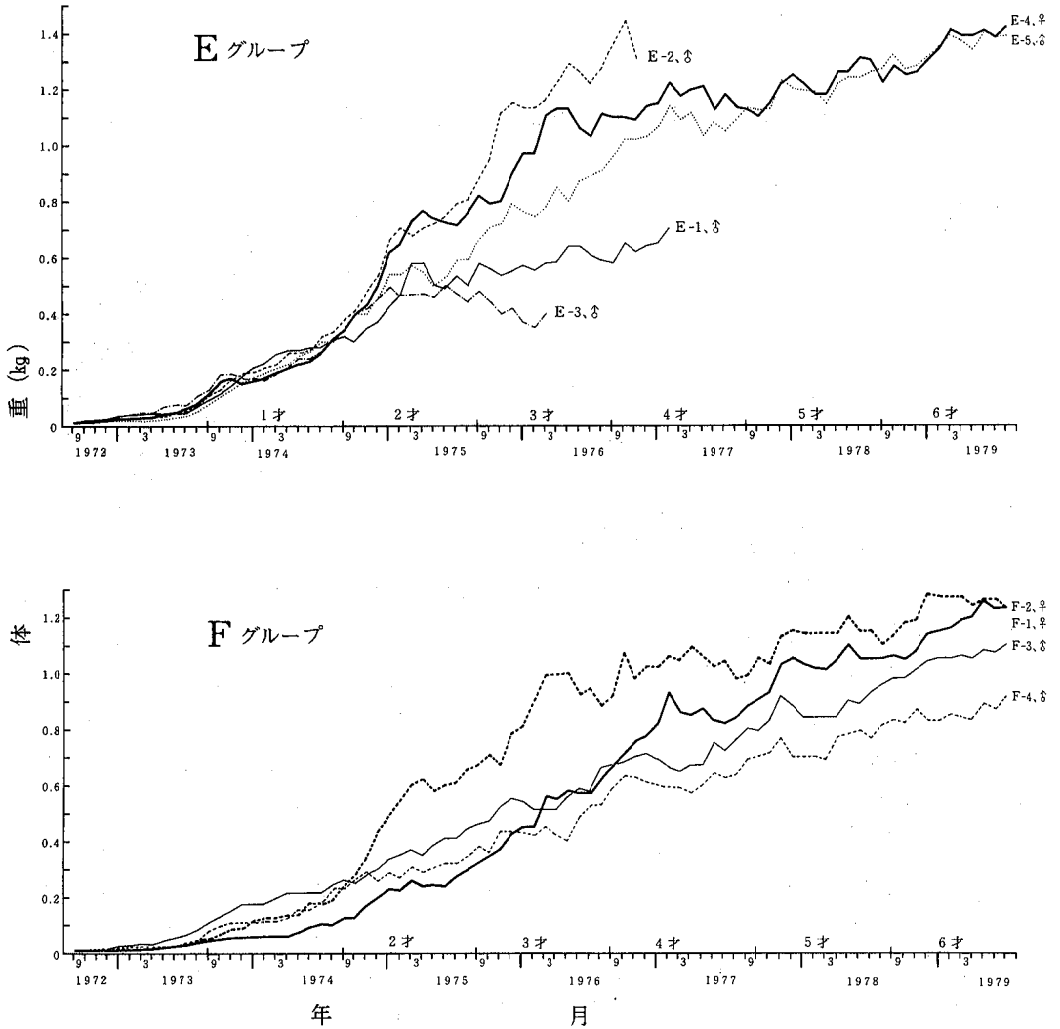 1.4
E グループ
E-4、♀
E-5、♂
E-2、♂
1.2
1.0
0.8
E-1、♂
0.6
E-3、♂
0.4
0.2
重 (kg)
1才 2才 3才 4才 5才 6才
0
9 3 9 3 9 3 9 3 9 3 9 3 9 3
1972 1973 1974 1975 1976 1977 1978 1979
体
F グループ
1.2
F-2、♀
F-1、♀
F-3、♂
1.0
F-4、♂
0.8
0.6
0.4
0.2
2才 3才 4才 5才 6才
0
9 3 9 3 9 3 9 3 9 3 9 3 9 3
1972 1973 1974 1975 1976 1977 1978 1979
年 月